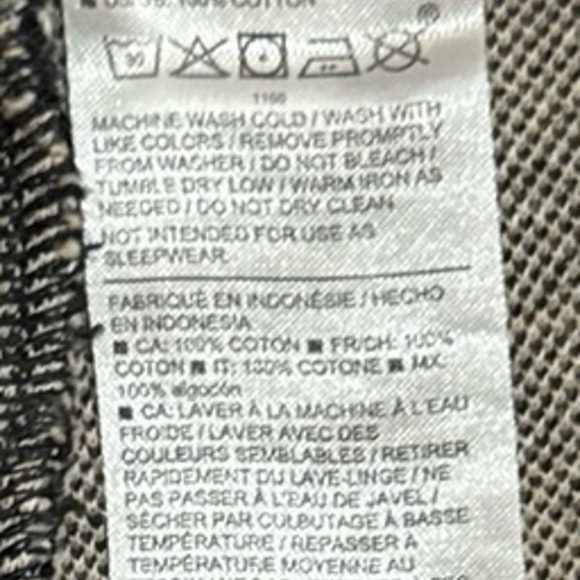 100% COTTON
®
30
1166
MACHINE WASH COLD / WASH WITH
LIKE COLORS / REMOVE PROMPTLY
FROM WASHER / DO NOT BLEACH /
TUMBLE DRY LOW / WARM IRON AS
NEEDED / DO NOT DRY CLEAN
NOT INTENDED FOR USE AS
SLEEPWEAR
FABRIQUÉ EN INDONÉSIE / HECHO
EN INDONESIA
■ CA: 100% COTON ■ FR/CH: 100%
COTON ■ IT: 100% COTONE ■ MX:
100% algocón
■ CA: LAVER À LA MACHINE À L'EAU
FROIDE / LAVER AVEC DES
COULEURS SEMBLABLES / RETIRER
RAPIDEMENT DU LAVE-LINGE / NE
PAS PASSER À L'EAU DE JAVEL /
SÉCHER PAR CULBUTAGE À BASSE
TEMPÉRATURE / REPASSER À
TEMPÉRATURE MOYENNE AU